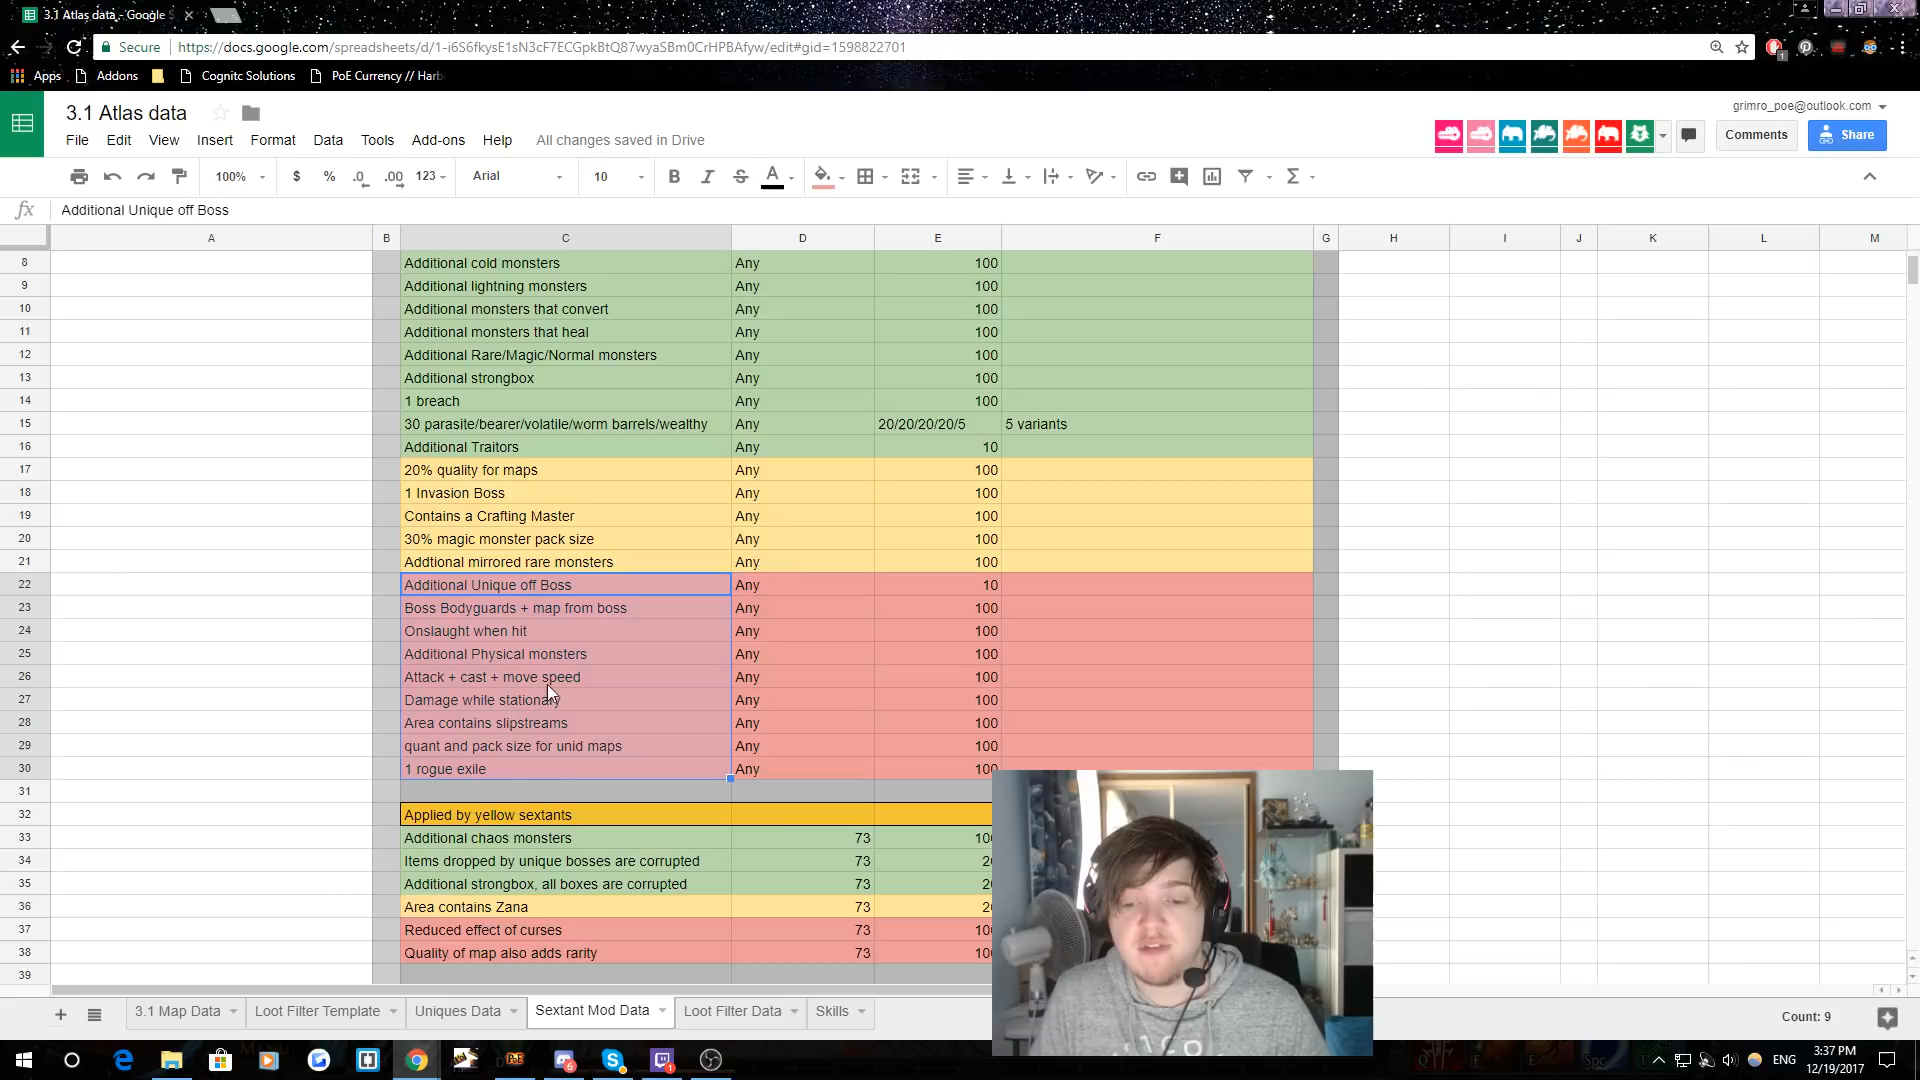 3.1 Atlas data - Google S
Secure https://docs.google.com/spreadsheets/d/1-i6S6fkysE1sN3cF7ECGpkBtQ87wyaSBm0CrHPBAfyw/edit#gid=1598822701
Apps Addons Cognitc Solutions PoE Currency // Harb
3.1 Atlas data
grimro_poe@outlook.com
File Edit View Insert Format Data Tools Add-ons Help All changes saved in Drive
Comments Share
100% $ % .0 .00 123 Arial 10
fx Additional Unique off Boss
A B C D E F G H I J K L M
8 Additional cold monsters Any 100
9 Additional lightning monsters Any 100
10 Additional monsters that convert Any 100
11 Additional monsters that heal Any 100
12 Additional Rare/Magic/Normal monsters Any 100
13 Additional strongbox Any 100
14 1 breach Any 100
15 30 parasite/bearer/volatile/worm barrels/wealthy Any 20/20/20/20/5 5 variants
16 Additional Traitors Any 10
17 20% quality for maps Any 100
18 1 Invasion Boss Any 100
19 Contains a Crafting Master Any 100
20 30% magic monster pack size Any 100
21 Addtional mirrored rare monsters Any 100
22 Additional Unique off Boss Any 10
23 Boss Bodyguards + map from boss Any 100
24 Onslaught when hit Any 100
25 Additional Physical monsters Any 100
26 Attack + cast + move speed Any 100
27 Damage while stationary Any 100
28 Area contains slipstreams Any 100
29 quant and pack size for unid maps Any 100
30 1 rogue exile Any 100
31
32 Applied by yellow sextants
33 Additional chaos monsters 73 100
34 Items dropped by unique bosses are corrupted 73 20
35 Additional strongbox, all boxes are corrupted 73 20
36 Area contains Zana 73 20
37 Reduced effect of curses 73 100
38 Quality of map also adds rarity 73 100
39
3.1 Map Data Loot Filter Template Uniques Data Sextant Mod Data Loot Filter Data Skills
Count: 9
ENG
3:37 PM
12/19/2017